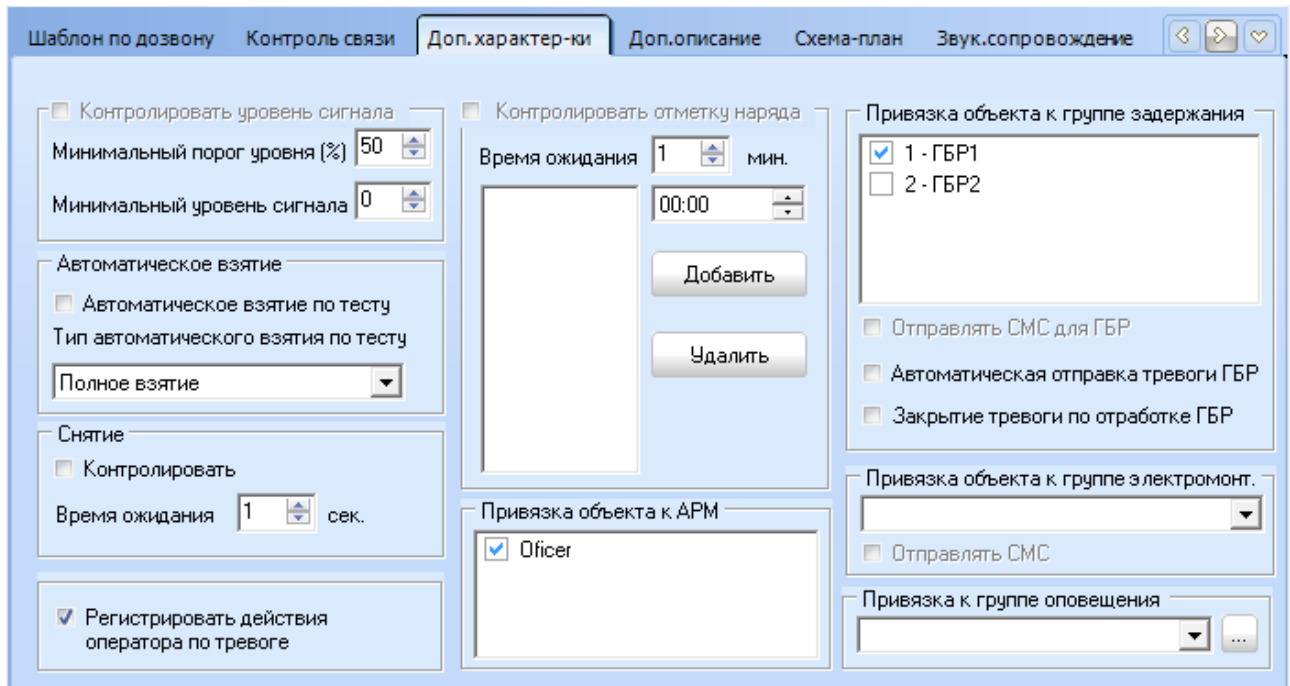 Шаблон по дозвону
Контроль связи
Доп.характер-ки
Доп.описание
Схема-план
Звук.сопровождение
Контролировать уровень сигнала
Минимальный порог уровня (%) 50
Минимальный уровень сигнала 0
Автоматическое взятие
Автоматическое взятие по тесту
Тип автоматического взятия по тесту
Полное взятие
Снятие
Контролировать
Время ожидания 1 сек.
Регистрировать действия
оператора по тревоге
Контролировать отметку наряда
Время ожидания 1 мин.
00:00
Добавить
Удалить
Привязка объекта к АРМ
Oficer
Привязка объекта к группе задержания
1 - ГБР1
2 - ГБР2
Отправлять СМС для ГБР
Автоматическая отправка тревоги ГБР
Закрытие тревоги по отработке ГБР
Привязка объекта к группе электромонт.
Отправлять СМС
Привязка к группе оповещения
...